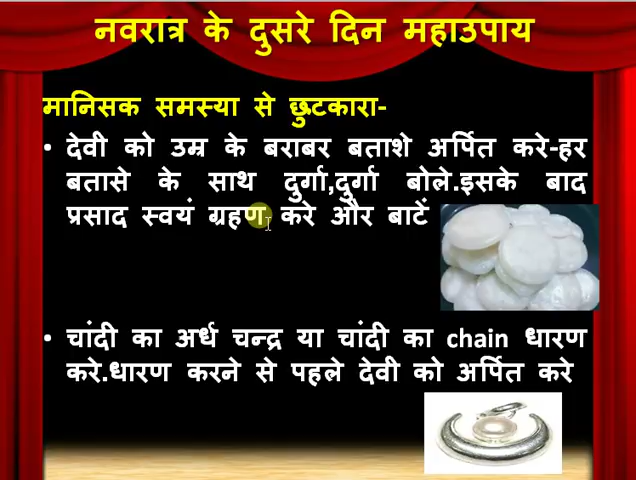 नवरात्र के दुसरे दिन महाउपाय
मानिसक समस्या से छुटकारा-
• देवी को उम्र के बराबर बताशे अर्पित करे-हर
बतासे के साथ दुर्गा,दुर्गा बोले.इसके बाद
प्रसाद स्वयं ग्रहण करे और बाटें
• चांदी का अर्ध चन्द्र या चांदी का chain धारण
करे.धारण करने से पहले देवी को अर्पित करे